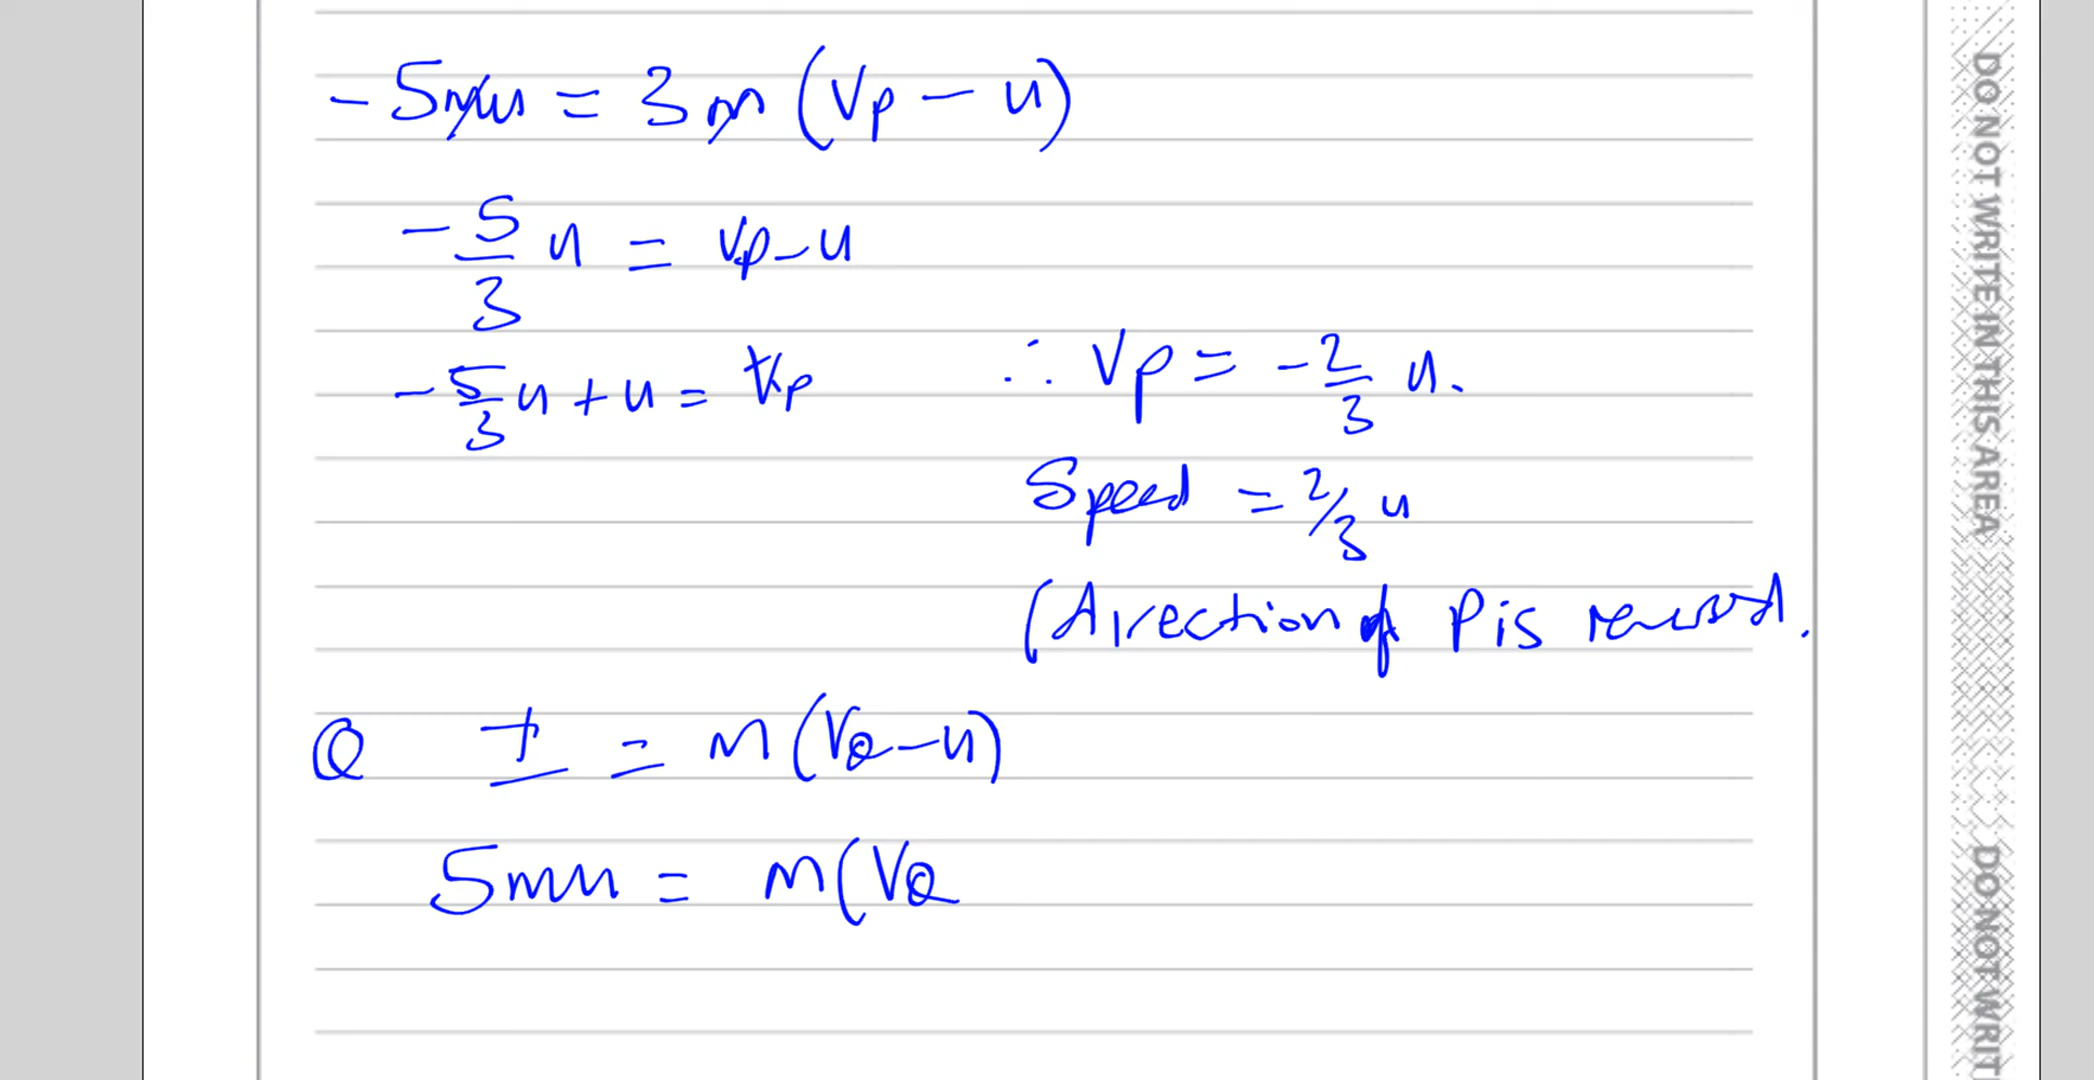 -5mu = 3m (Vp - u)
-5/3 u = Vp - u
-5/3 u + u = Vp ∴ Vp = -2/3 u.
Speed = 2/3 u
(direction of P is reversed.
Q I = m(VQ - u)
5mu = m(VQ
DO NOT WRITE IN THIS AREA
DO NOT WRIT